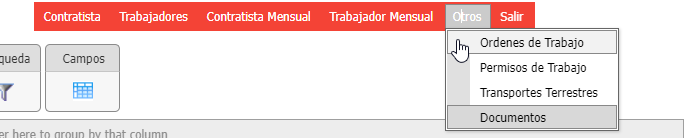 Contratista Trabajadores Contratista Mensual Trabajador Mensual Otros Salir
Ordenes de Trabajo
Permisos de Trabajo
Transportes Terrestres
Documentos
queda Campos
er here to group by that column